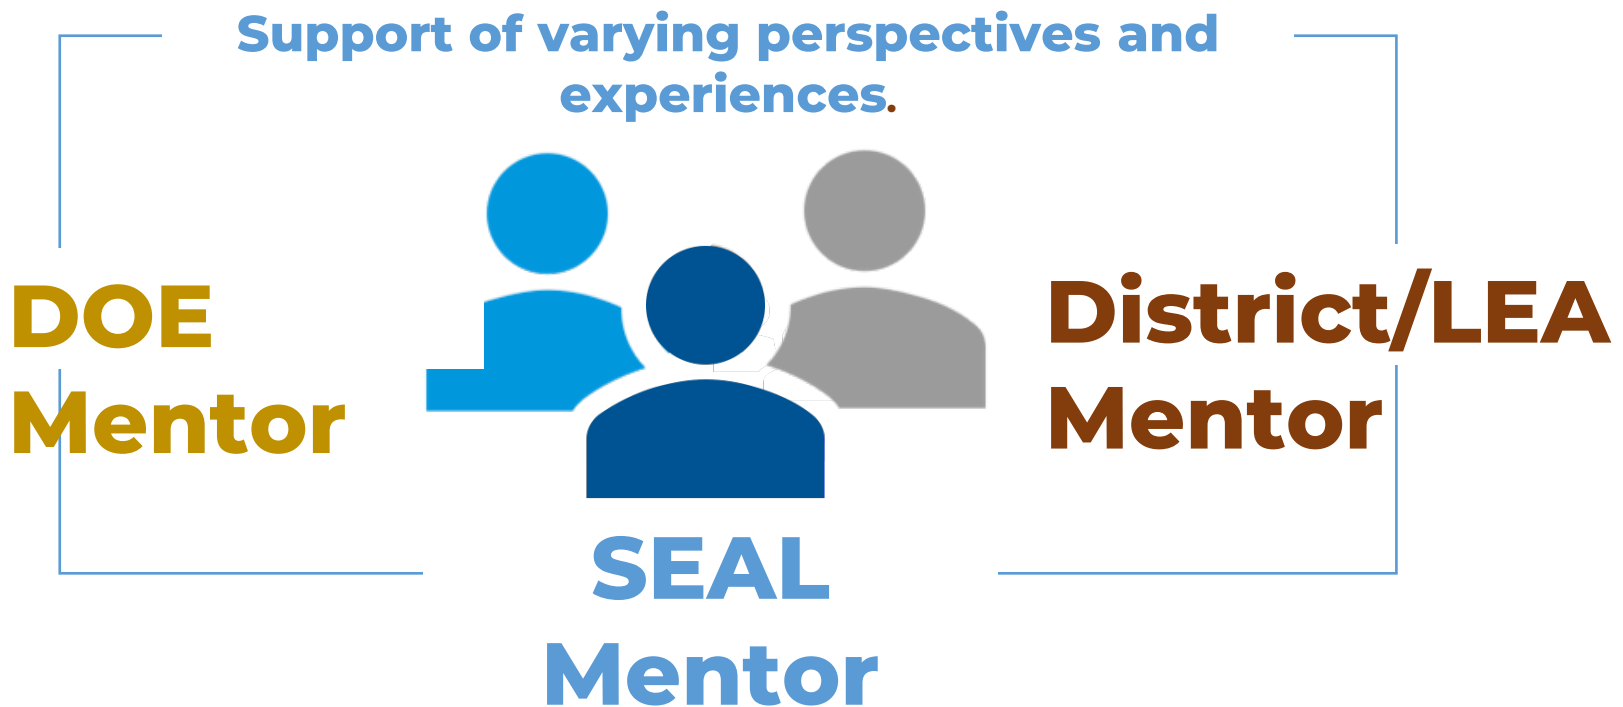 Support of varying perspectives and
experiences.
DOE
Mentor
District/LEA
Mentor
SEAL
Mentor